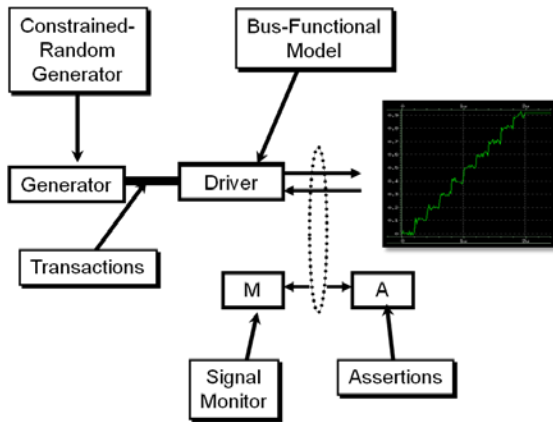 Constrained-
Random
Generator
Bus-Functional
Model
Generator
Driver
Transactions
M
A
Signal
Monitor
Assertions